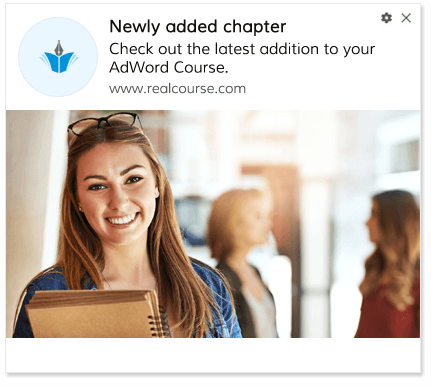 Newly added chapter
Check out the latest addition to your
AdWord Course.
www.realcourse.com